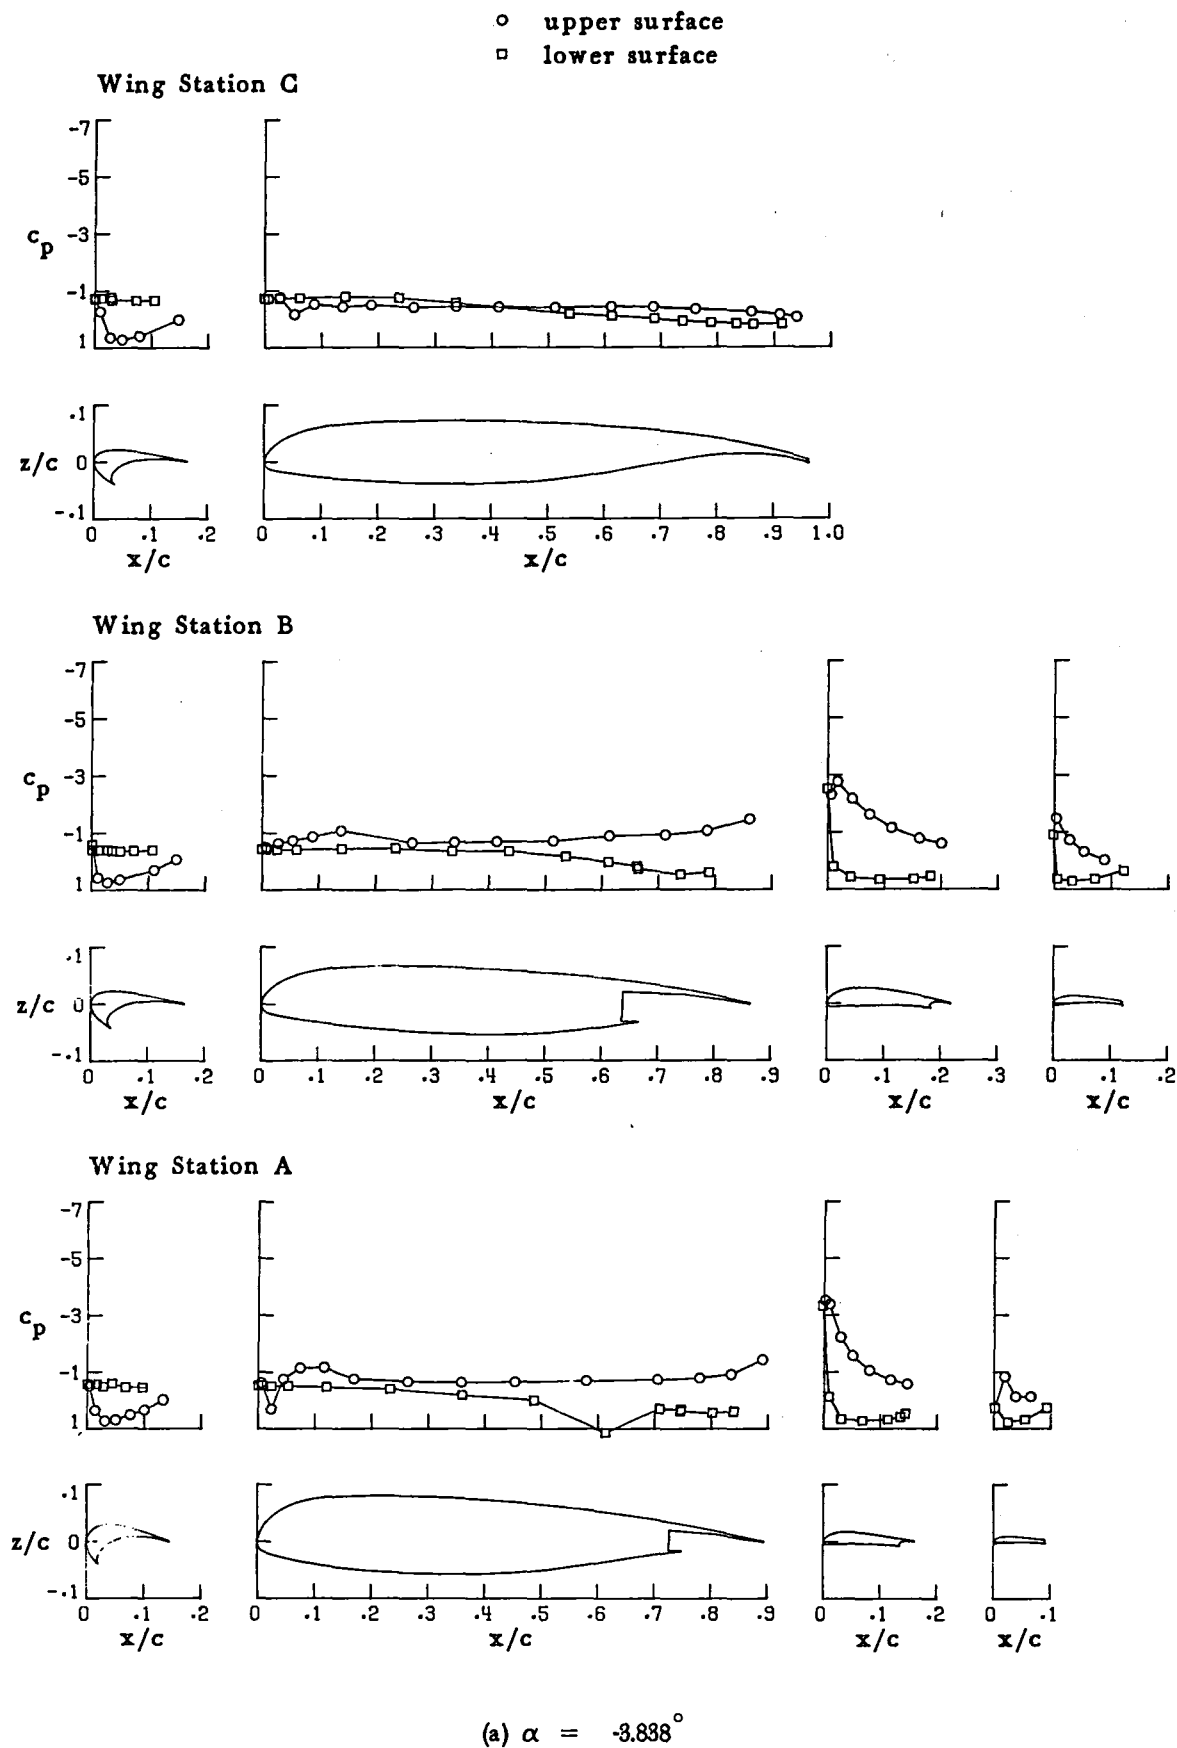 ○ upper surface
□ lower surface
Wing Station C
-7
-5
c_p -3
-1
1
.1
z/c 0
-.1
0 .1 .2 0 .1 .2 .3 .4 .5 .6 .7 .8 .9 1.0
x/c x/c
Wing Station B
-7
-5
c_p -3
-1
1
.1
z/c 0
-.1
0 .1 .2 0 .1 .2 .3 .4 .5 .6 .7 .8 .9 0 .1 .2 .3 0 .1 .2
x/c x/c x/c x/c
Wing Station A
-7
-5
c_p -3
-1
1
.1
z/c 0
-.1
0 .1 .2 0 .1 .2 .3 .4 .5 .6 .7 .8 .9 0 .1 .2 0 .1
x/c x/c x/c x/c
(a) α = -3.838°